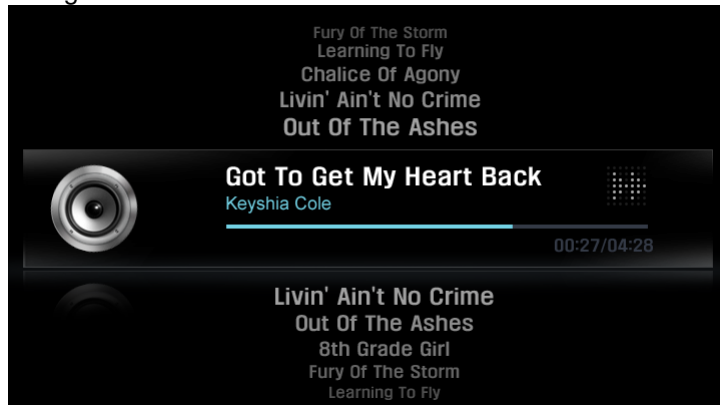 Fury Of The Storm
Learning To Fly
Chalice Of Agony
Livin' Ain't No Crime
Out Of The Ashes
Got To Get My Heart Back
Keyshia Cole
00:27/04:28
Livin' Ain't No Crime
Out Of The Ashes
8th Grade Girl
Fury Of The Storm
Learning To Fly